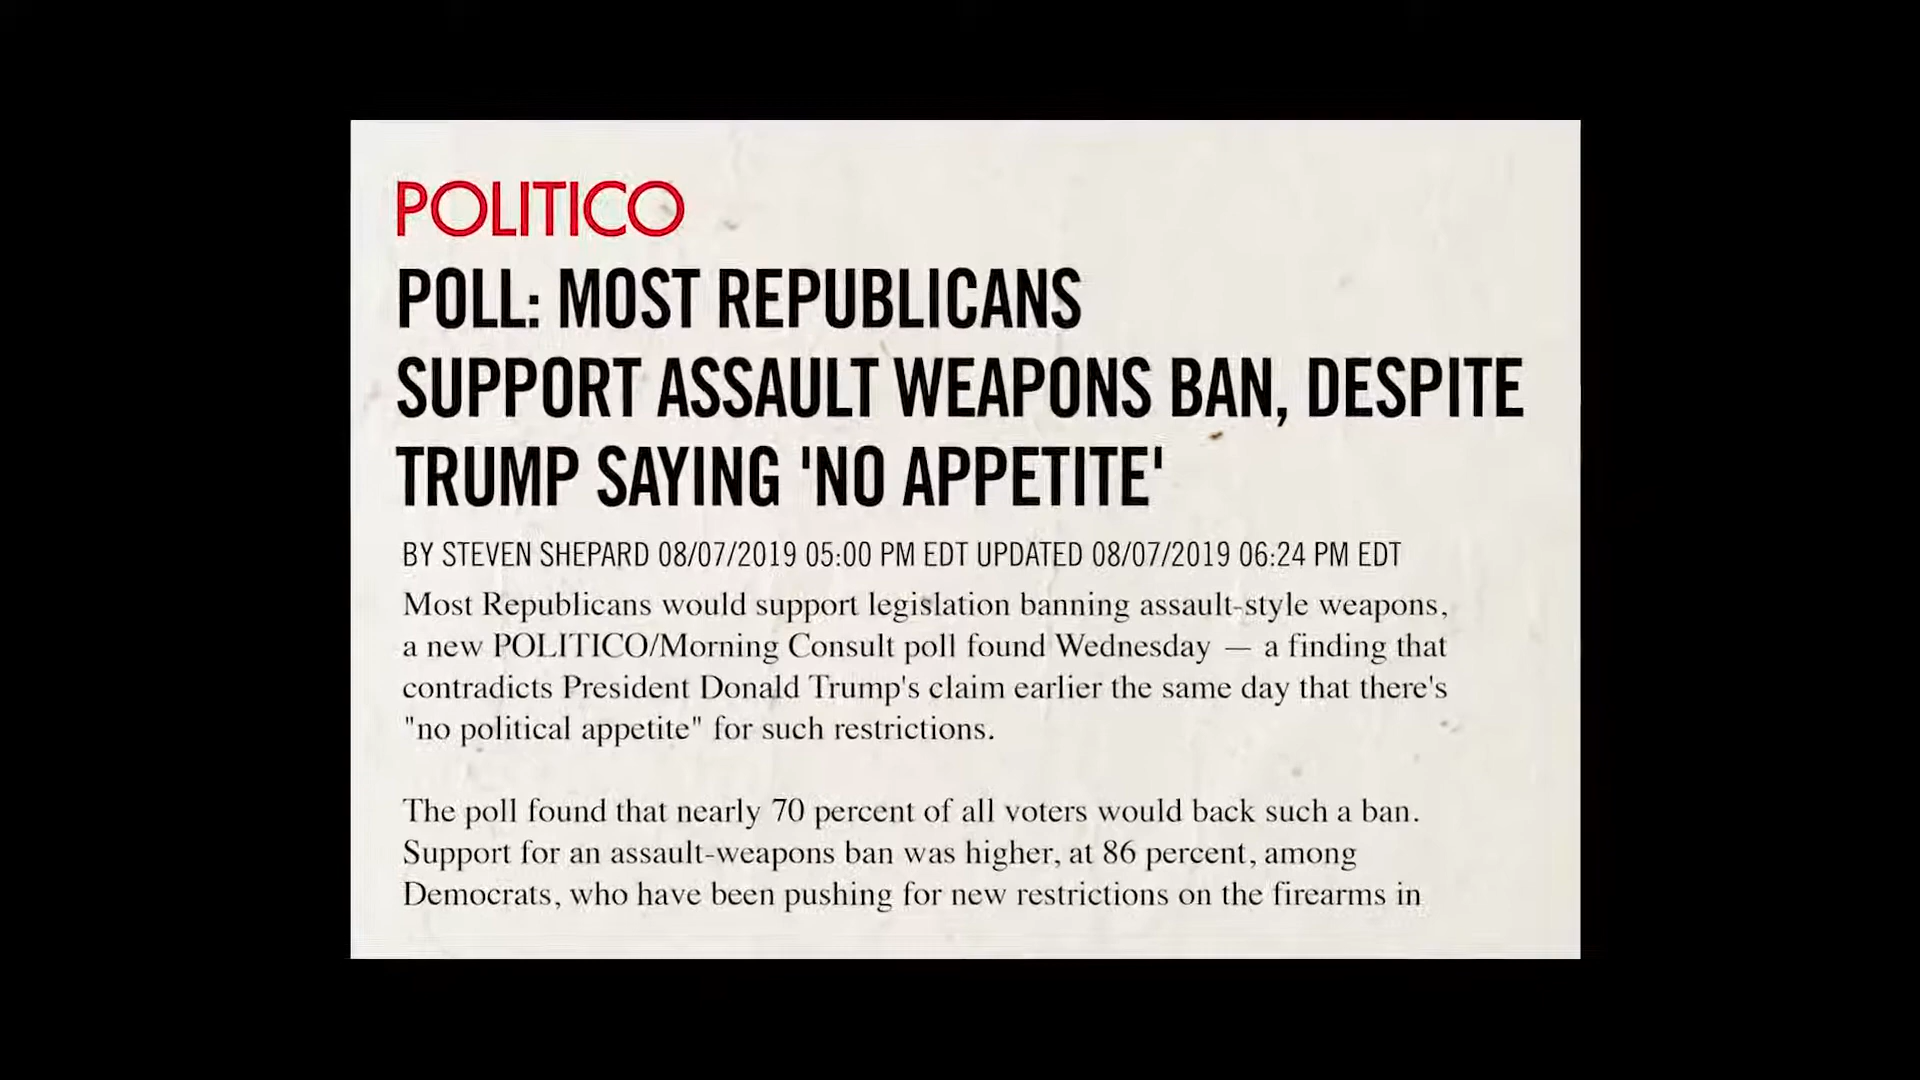 POLITICO
POLL: MOST REPUBLICANS
SUPPORT ASSAULT WEAPONS BAN, DESPITE
TRUMP SAYING 'NO APPETITE'
BY STEVEN SHEPARD 08/07/2019 05:00 PM EDT UPDATED 08/07/2019 06:24 PM EDT
Most Republicans would support legislation banning assault-style weapons,
a new POLITICO/Morning Consult poll found Wednesday — a finding that
contradicts President Donald Trump's claim earlier the same day that there's
"no political appetite" for such restrictions.
The poll found that nearly 70 percent of all voters would back such a ban.
Support for an assault-weapons ban was higher, at 86 percent, among
Democrats, who have been pushing for new restrictions on the firearms in